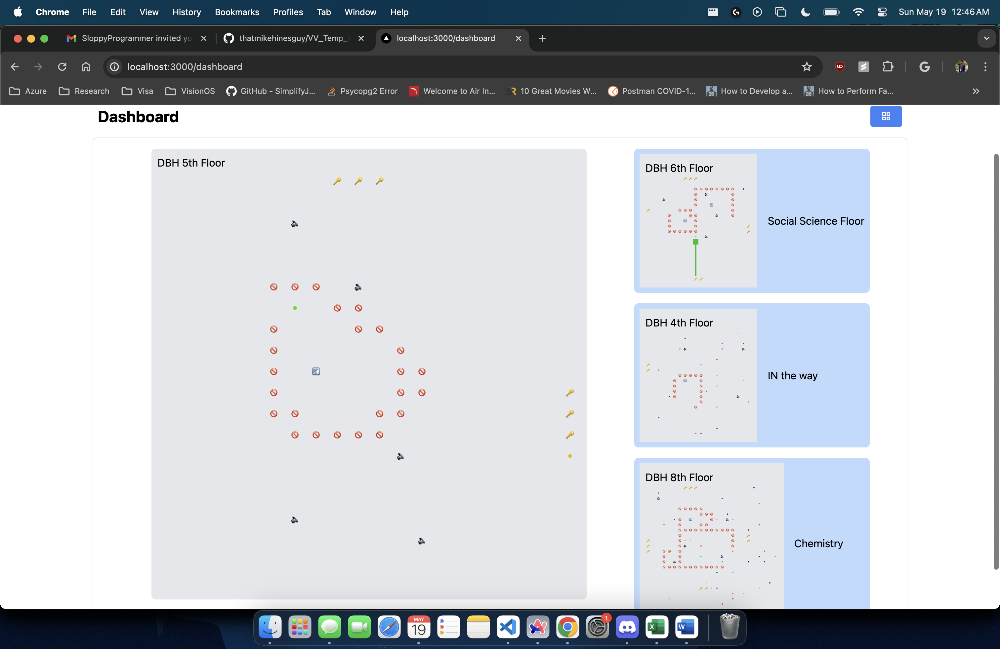 Chrome File Edit View History Bookmarks Profiles Tab Window Help Sun May 19 12:46 AM
SloppyProgrammer invited yo thatmikehinesguy/VV_Temp_ localhost:3000/dashboard
localhost:3000/dashboard
Azure Research Visa VisionOS GitHub - SimplifyJ... Psycopg2 Error Welcome to Air In... 10 Great Movies W... Postman COVID-1... How to Develop a... How to Perform Fa...
Dashboard
DBH 5th Floor
DBH 6th Floor
Social Science Floor
DBH 4th Floor
IN the way
DBH 8th Floor
Chemistry
MAY
19
1